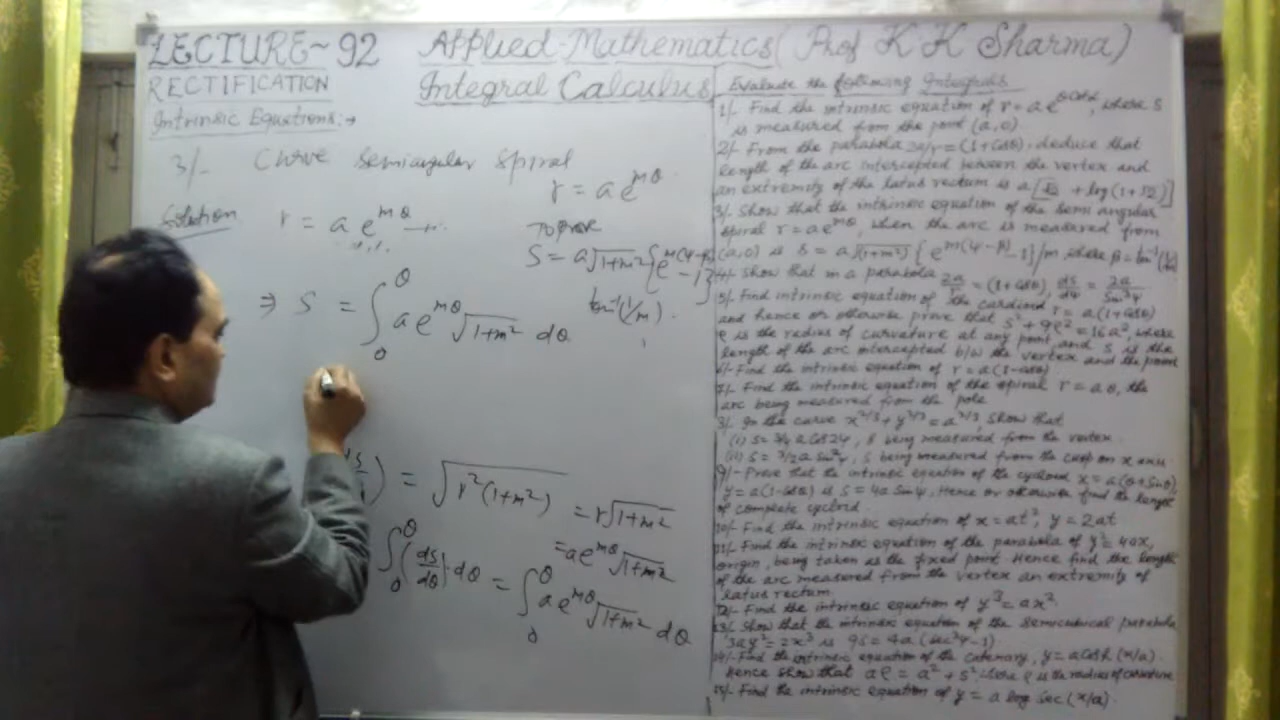 LECTURE~92 Applied-Mathematics (Prof K K Sharma)
RECTIFICATION Integral Calculus
Intrinsic Equations:→
3/- Curve semiangular spiral
r = a e^{mθ}
Solution r = a e^{mθ}
To prove
S = a√(1+m²) {e^{m(ψ-β)} -1}
tan⁻¹(1/m).
⇒ S = ∫₀^θ a e^{mθ} √(1+m²) dθ
= √(r²(1+m²)) = r√(1+m²)
= a e^{mθ} √(1+m²)
∫₀^θ (ds/dθ)·dθ = ∫₀^θ a e^{mθ} √(1+m²) dθ
Evaluate the following Integrals
1/- Find the intrinsic equation of r = a e^{θ cot α}, where S
is measured from the point (a,0).
2/- From the parabola 2a/r = (1+cosθ), deduce that
length of the arc intercepted between the vertex and
an extremity of the latus rectum is a[√2 + log(1+√2)]
3/- Show that the intrinsic equation of the semi angular
spiral r = a e^{mθ}, when the arc is measured from
(a,0) is S = a√(1+m²) {e^{m(ψ-β)} -1}/m, where β = tan⁻¹(1/m)
4/- Show that in a parabola 2a/r = (1+cosθ), ds/dψ = 2a/sin³ψ
5/- Find intrinsic equation of the cardioid r = a(1+cosθ)
and hence or otherwise prove that S²+9ρ² = 16a², where
ρ is the radius of curvature at any point, and S is the
length of the arc intercepted b/w the vertex and the point
6/- Find the intrinsic equation of r = a(1-cosθ)
7/- Find the intrinsic equation of the spiral r = aθ, the
arc being measured from the pole
8/- In the curve x^{2/3} + y^{2/3} = a^{2/3}, show that
(i) S = 3/4 a cos2ψ, S being measured from the vertex.
(ii) S = 3/2 a sin²ψ, S being measured from the cusp on x axis
9/- Prove that the intrinsic equation of the cycloid x = a(θ+sinθ)
y = a(1-cosθ) is S = 4a sinψ. Hence or otherwise find the length
of complete cycloid.
10/- Find the intrinsic equation of x = at², y = 2at
11/- Find the intrinsic equation of the parabola of y² = 4ax,
origin, being taken as the fixed point. Hence find the length
of the arc measured from the vertex an extremity of
latus rectum.
12/- Find the intrinsic equation of y³ = ax².
13/- Show that the intrinsic equation of the semicubical parabola
3ay² = 2x³ is 9S = 4a(sec³ψ-1)
14/- Find the intrinsic equation of the catenary, y = a cosh(x/a).
Hence show that aρ = a² + s², where ρ is the radius of curvature
15/- Find the intrinsic equation of y = a log sec(x/a).